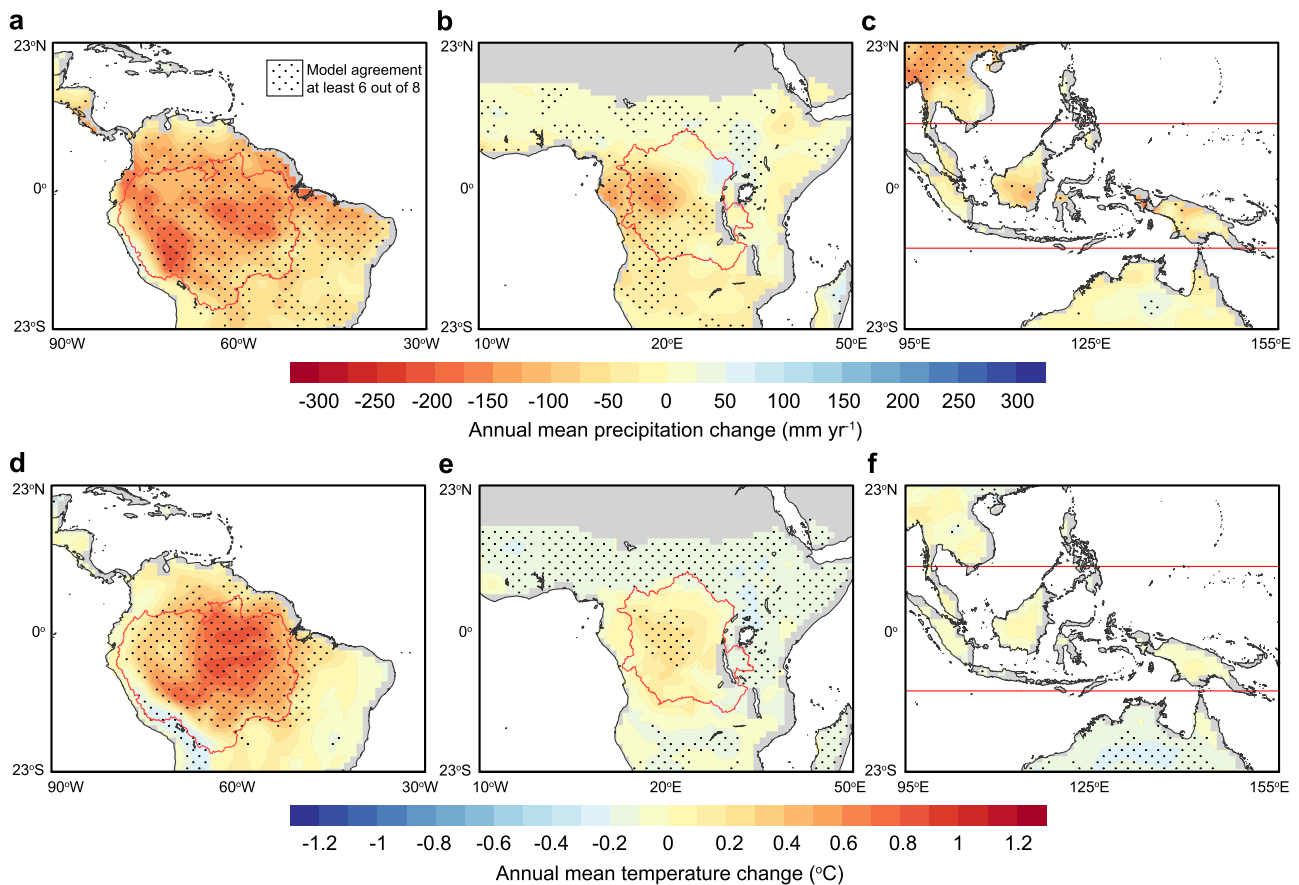 a
b
c
23°N
0°
23°S
Model agreement
at least 6 out of 8
23°N
0°
23°S
23°N
0°
23°S
90°W 60°W 30°W
10°W 20°E 50°E
95°E 125°E 155°E
-300 -250 -200 -150 -100 -50 0 50 100 150 200 250 300
Annual mean precipitation change (mm yr⁻¹)
d
e
f
23°N
0°
23°S
23°N
0°
23°S
23°N
0°
23°S
90°W 60°W 30°W
10°W 20°E 50°E
95°E 125°E 155°E
-1.2 -1 -0.8 -0.6 -0.4 -0.2 0 0.2 0.4 0.6 0.8 1 1.2
Annual mean temperature change (°C)